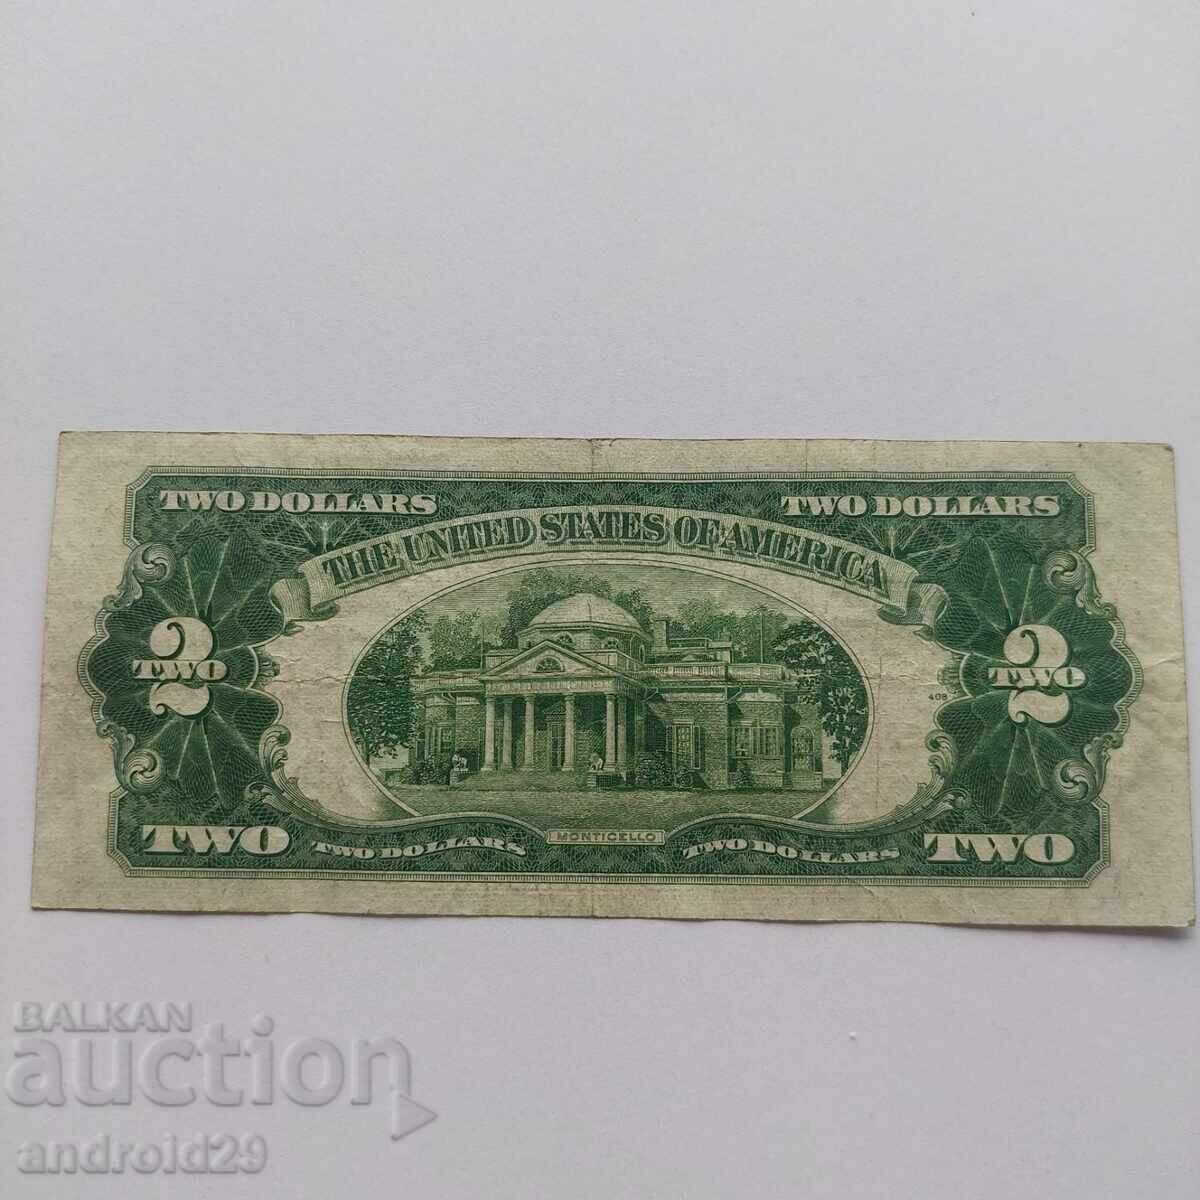 TWO DOLLARS TWO DOLLARS
THE UNITED STATES OF AMERICA
2 2
TWO TWO
408
MONTICELLO
TWO TWO DOLLARS TWO DOLLARS TWO
BALKAN
auction
android29